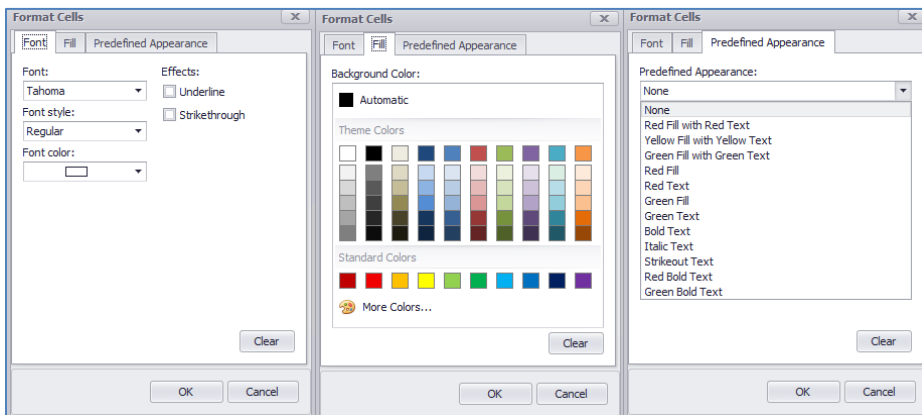 Format Cells
x
Font
Fill
Predefined Appearance
Font:
Effects:
Tahoma
Underline
Font style:
Strikethrough
Regular
Font color:
Clear
OK
Cancel
Format Cells
x
Font
Fill
Predefined Appearance
Background Color:
Automatic
Theme Colors
Standard Colors
More Colors...
Clear
OK
Cancel
Format Cells
x
Font
Fill
Predefined Appearance
Predefined Appearance:
None
None
Red Fill with Red Text
Yellow Fill with Yellow Text
Green Fill with Green Text
Red Fill
Red Text
Green Fill
Green Text
Bold Text
Italic Text
Strikeout Text
Red Bold Text
Green Bold Text
Clear
OK
Cancel